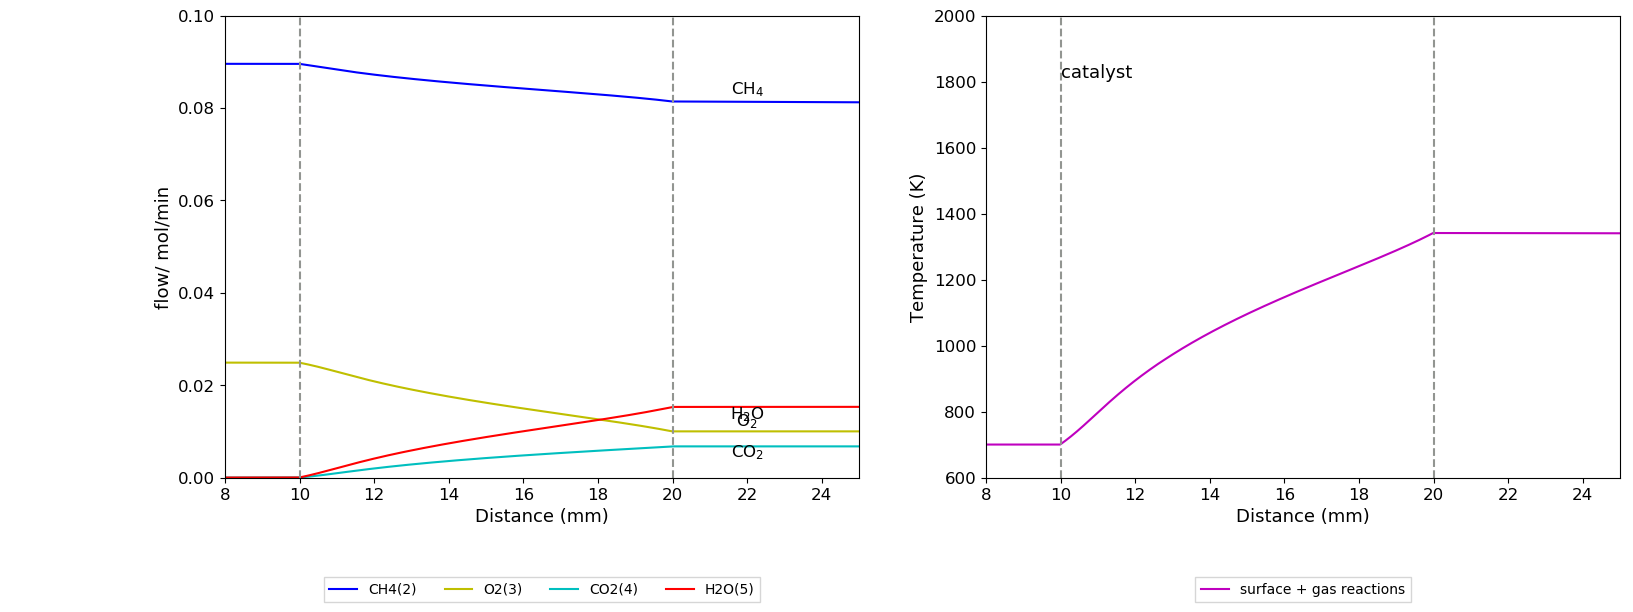 0.10
0.08
0.06
0.04
0.02
0.00
flow/ mol/min
8 10 12 14 16 18 20 22 24
Distance (mm)
CH₄
H₂O
O₂
CO₂
CH4(2) O2(3) CO2(4) H2O(5)
2000
1800
1600
1400
1200
1000
800
600
Temperature (K)
catalyst
8 10 12 14 16 18 20 22 24
Distance (mm)
surface + gas reactions